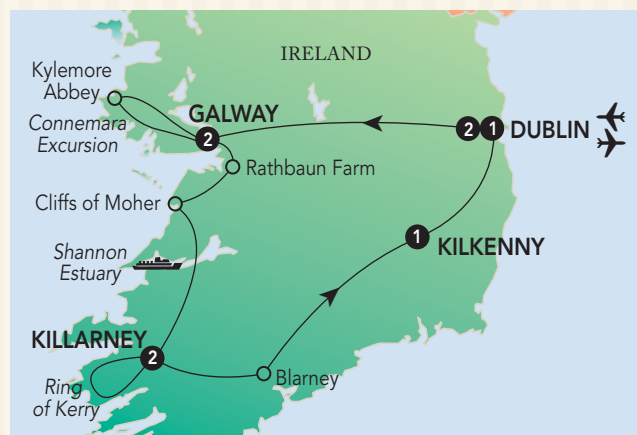 IRELAND
Kylemore
Abbey
GALWAY
2
Connemara
Excursion
2 1 DUBLIN
Rathbaun Farm
Cliffs of Moher
1
KILKENNY
Shannon
Estuary
KILLARNEY
2
Ring
of Kerry
Blarney